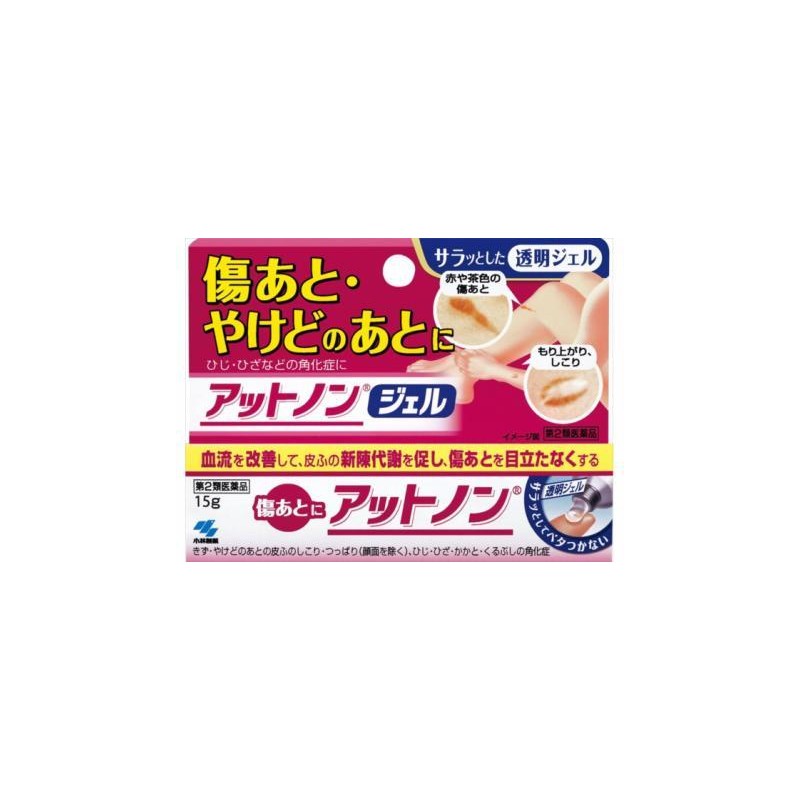 サラッとした 透明ジェル
傷あと・
やけどのあとに
赤や茶色の
傷あと
もり上がり、
しこり
ひじ・ひざなどの角化症に
アットノン® ジェル
イメージ図 第2類医薬品
血流を改善して、皮ふの新陳代謝を促し、傷あとを目立たなくする
第2類医薬品
15g
傷あとに アットノン®
透明ジェル
サラッとしてベタつかない
小林製薬
きず・やけどのあとの皮ふのしこり・つっぱり(顔面を除く)、ひじ・ひざ・かかと・くるぶしの角化症